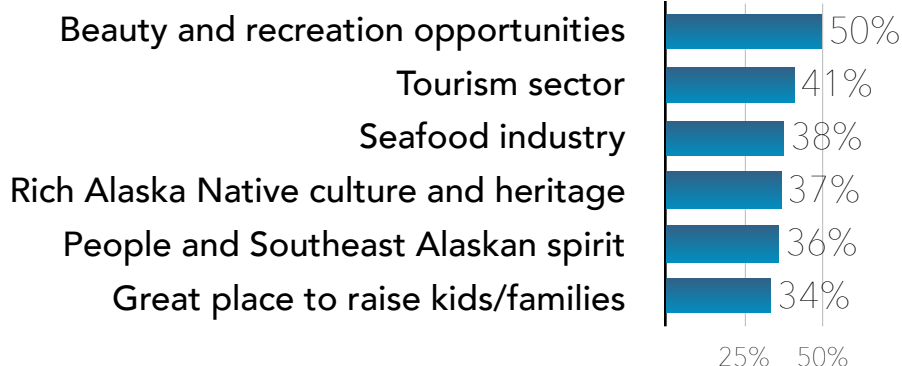 Beauty and recreation opportunities 50%
Tourism sector 41%
Seafood industry 38%
Rich Alaska Native culture and heritage 37%
People and Southeast Alaskan spirit 36%
Great place to raise kids/families 34%
25% 50%